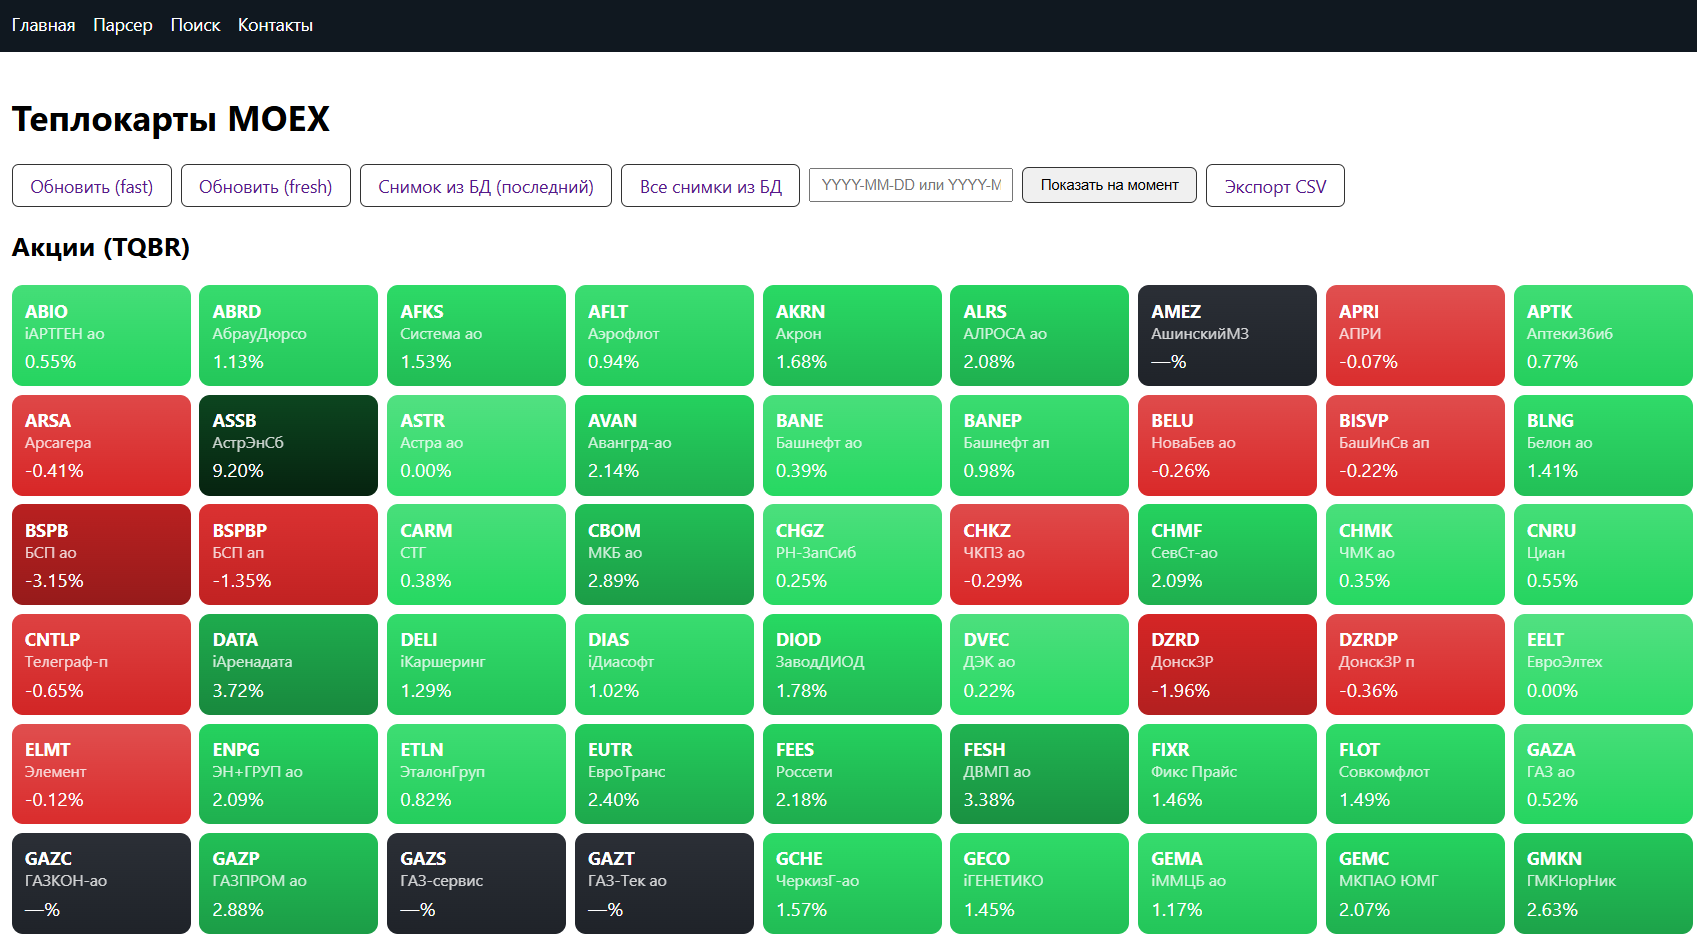 Главная Парсер Поиск Контакты
Теплокарты MOEX
Обновить (fast) Обновить (fresh) Снимок из БД (последний) Все снимки из БД YYYY-MM-DD или YYYY-M Показать на момент Экспорт CSV
Акции (TQBR)
ABIO ABRD AFKS AFLT AKRN ALRS AMEZ APRI APTK
iАРТГЕН ао АбрауДюрсо Система ао Аэрофлот Акрон АЛРОСА ао АшинскийМЗ АПРИ Аптеки36и6
0.55% 1.13% 1.53% 0.94% 1.68% 2.08% —% -0.07% 0.77%
ARSA ASSB ASTR AVAN BANE BANEP BELU BISVP BLNG
Арсагера АстрЭнСб Астра ао Авангрд-ао Башнефт ао Башнефт ап НоваБев ао БашИнСв ап Белон ао
-0.41% 9.20% 0.00% 2.14% 0.39% 0.98% -0.26% -0.22% 1.41%
BSPB BSPBP CARM CBOM CHGZ CHKZ CHMF CHMK CNRU
БСП ао БСП ап СТГ МКБ ао РН-ЗапСиб ЧКПЗ ао СевСт-ао ЧМК ао Циан
-3.15% -1.35% 0.38% 2.89% 0.25% -0.29% 2.09% 0.35% 0.55%
CNTLP DATA DELI DIAS DIOD DVEC DZRD DZRDP EELT
Телеграф-п iАренадата iКаршеринг iДиасофт ЗаводДИОД ДЭК ао ДонскЗР ДонскЗР п ЕвроЭлтех
-0.65% 3.72% 1.29% 1.02% 1.78% 0.22% -1.96% -0.36% 0.00%
ELMT ENPG ETLN EUTR FEES FESH FIXR FLOT GAZA
Элемент ЭН+ГРУП ао ЭталонГруп ЕвроТранс Россети ДВМП ао Фикс Прайс Совкомфлот ГАЗ ао
-0.12% 2.09% 0.82% 2.40% 2.18% 3.38% 1.46% 1.49% 0.52%
GAZC GAZP GAZS GAZT GCHE GECO GEMA GEMC GMKN
ГАЗКОН-ао ГАЗПРОМ ао ГАЗ-сервис ГАЗ-Тек ао ЧеркизГ-ао iГЕНЕТИКО iММЦБ ао МКПАО ЮМГ ГМКНорНик
—% 2.88% —% —% 1.57% 1.45% 1.17% 2.07% 2.63%